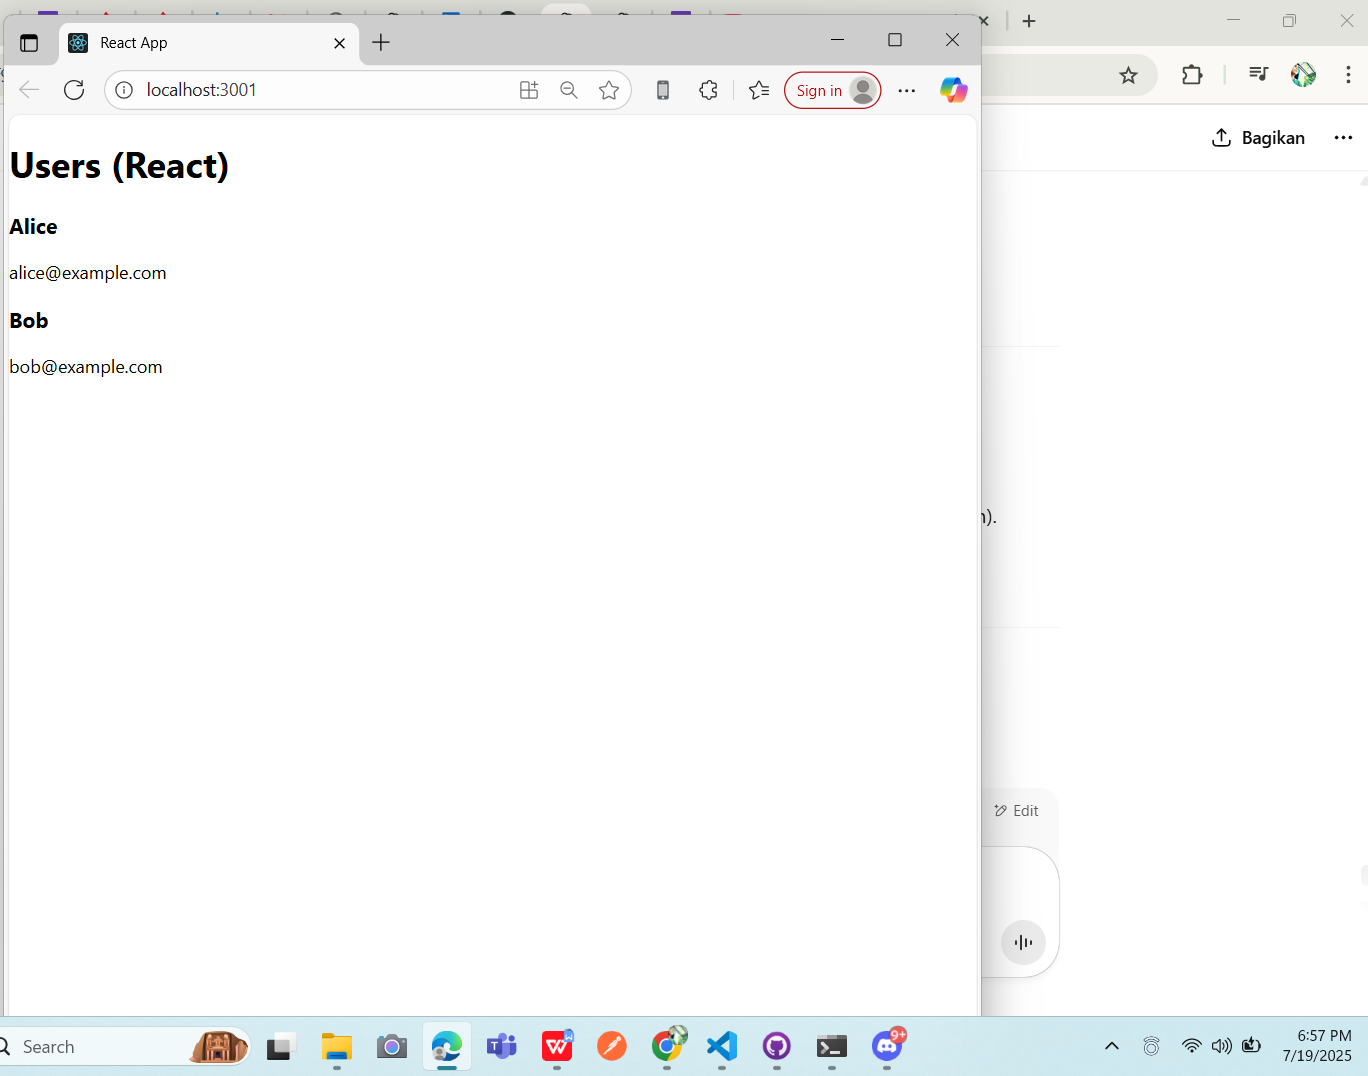 React App
localhost:3001
Sign in
Bagikan
Users (React)
Alice
alice@example.com
Bob
bob@example.com
n).
Edit
Search
9+
6:57 PM
7/19/2025